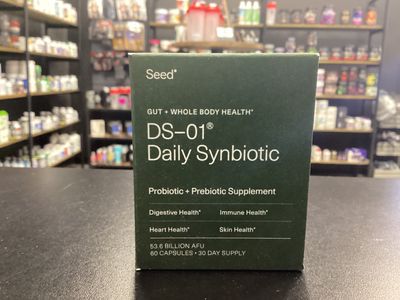 Seed*
GUT + WHOLE BODY HEALTH*
DS–01®
Daily Synbiotic
Probiotic + Prebiotic Supplement
Digestive Health* Immune Health*
Heart Health* Skin Health*
53.6 BILLION AFU
60 CAPSULES • 30 DAY SUPPLY